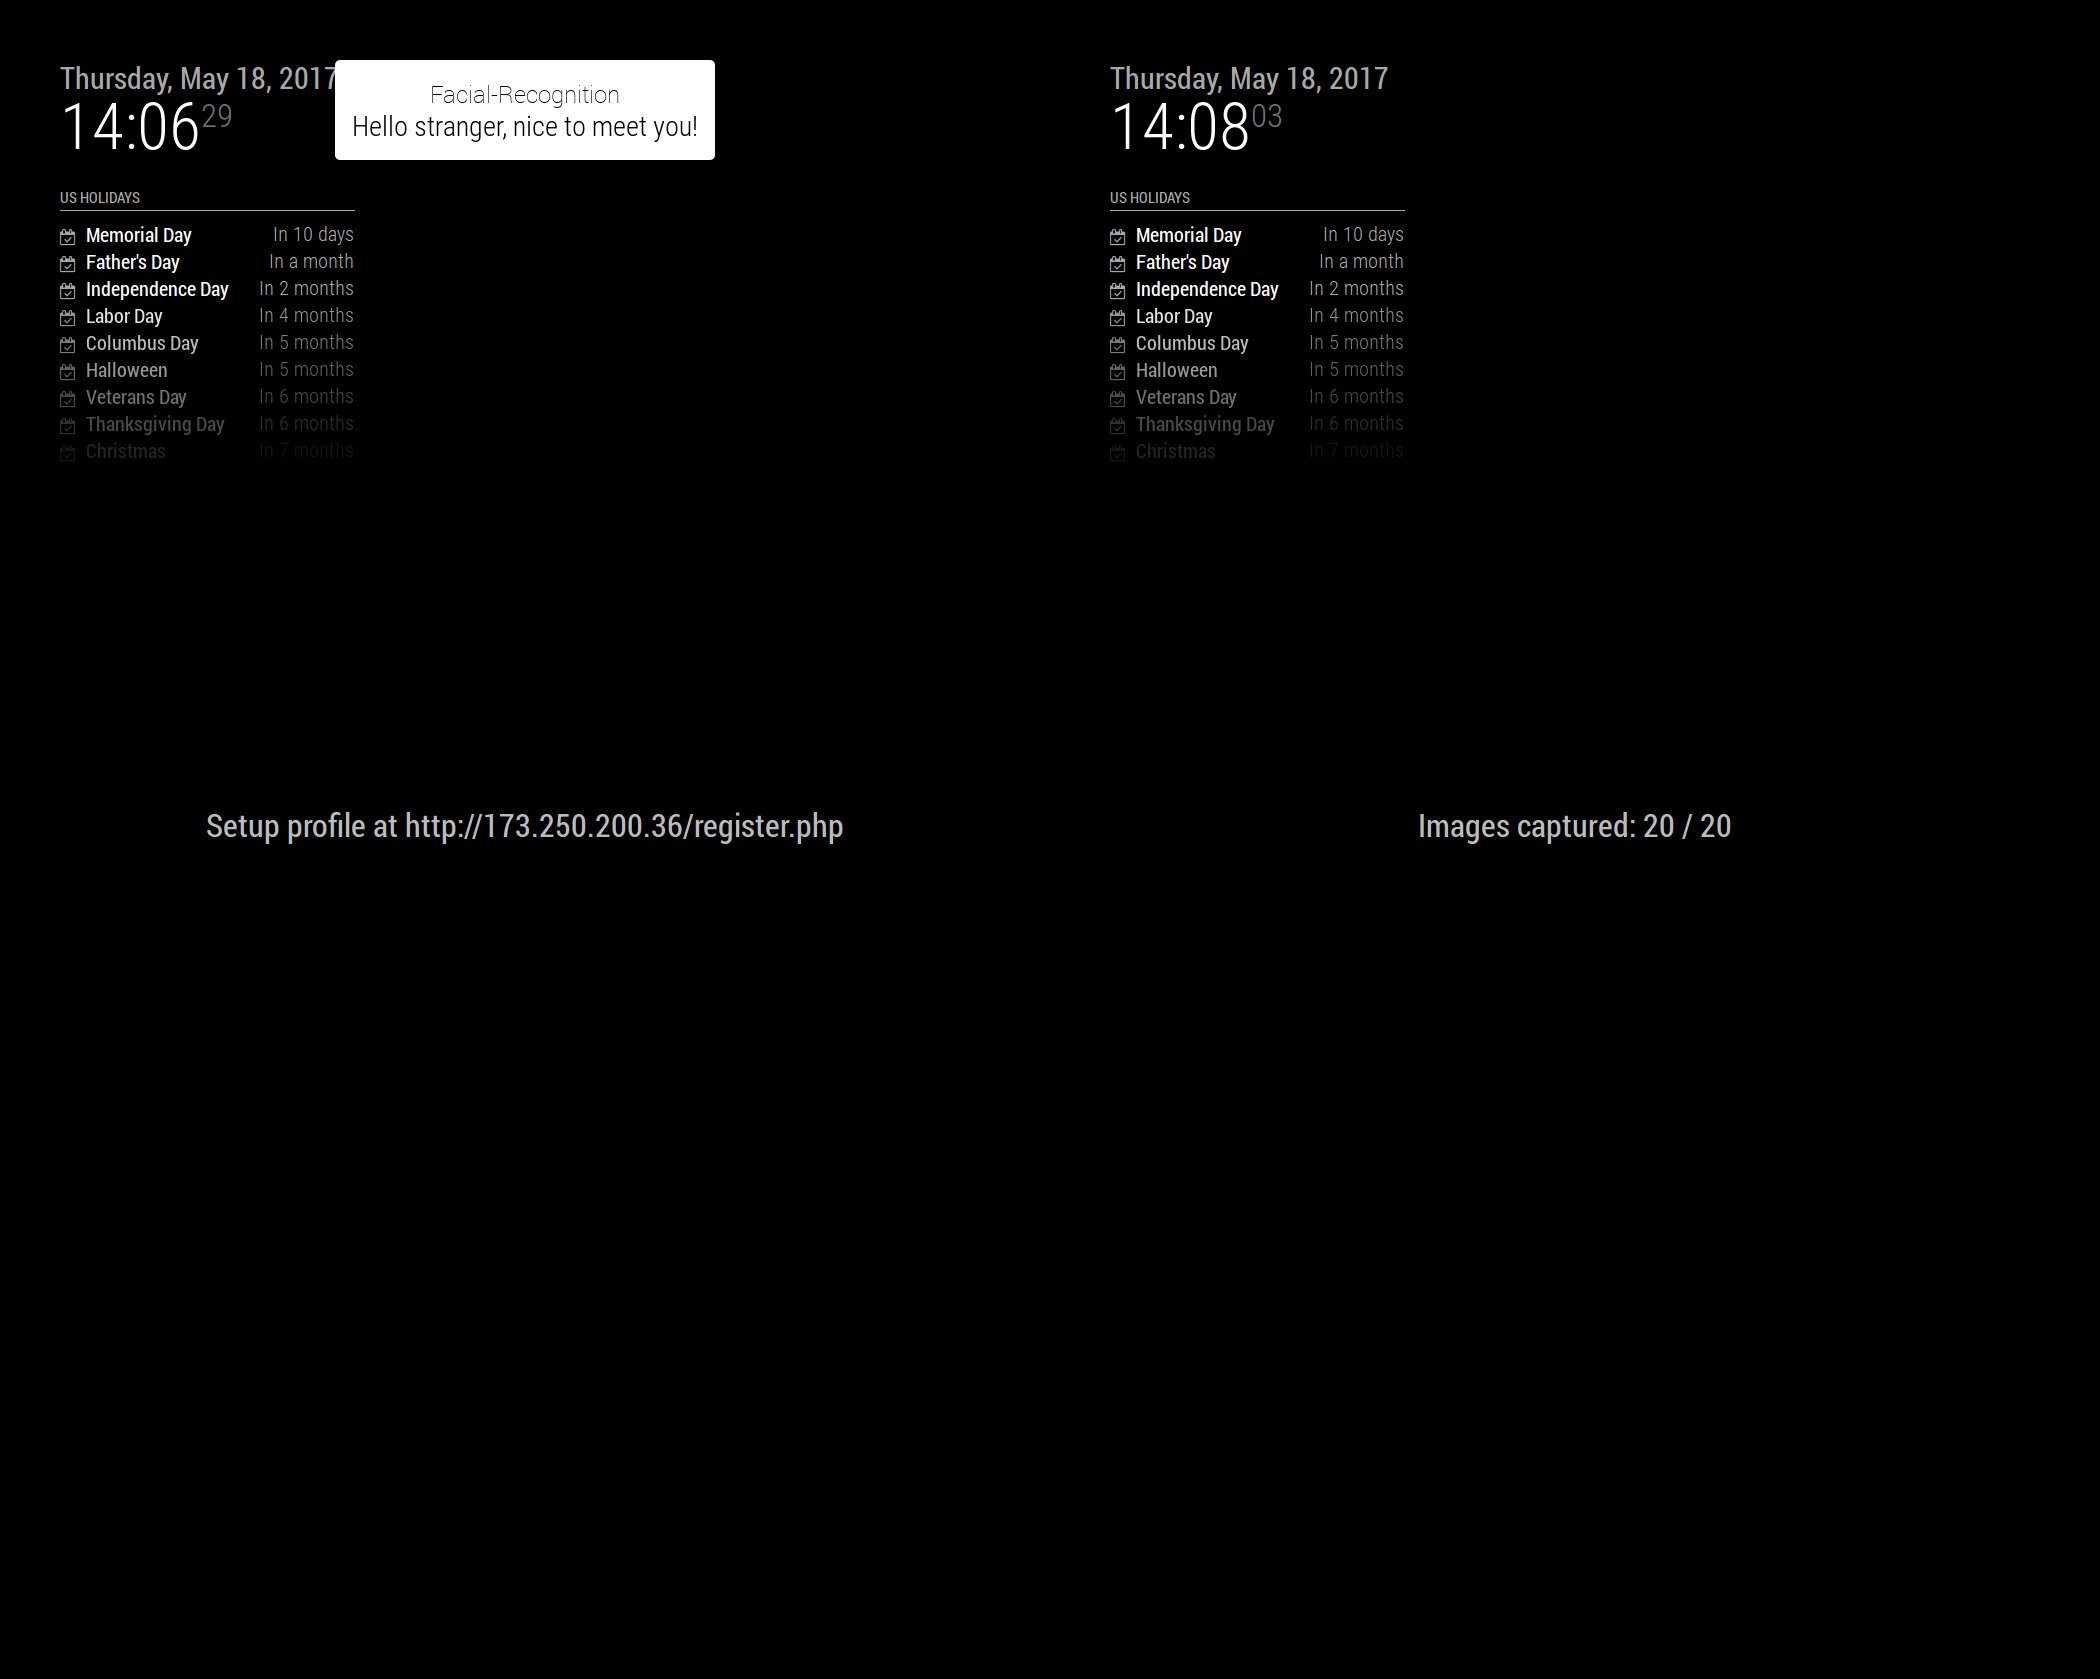 Thursday, May 18, 2017
14:06 29
Facial-Recognition
Hello stranger, nice to meet you!
US HOLIDAYS
Memorial Day In 10 days
Father's Day In a month
Independence Day In 2 months
Labor Day In 4 months
Columbus Day In 5 months
Halloween In 5 months
Veterans Day In 6 months
Thanksgiving Day In 6 months
Christmas In 7 months
Setup profile at http://173.250.200.36/register.php
Thursday, May 18, 2017
14:08 03
US HOLIDAYS
Memorial Day In 10 days
Father's Day In a month
Independence Day In 2 months
Labor Day In 4 months
Columbus Day In 5 months
Halloween In 5 months
Veterans Day In 6 months
Thanksgiving Day In 6 months
Christmas In 7 months
Images captured: 20 / 20